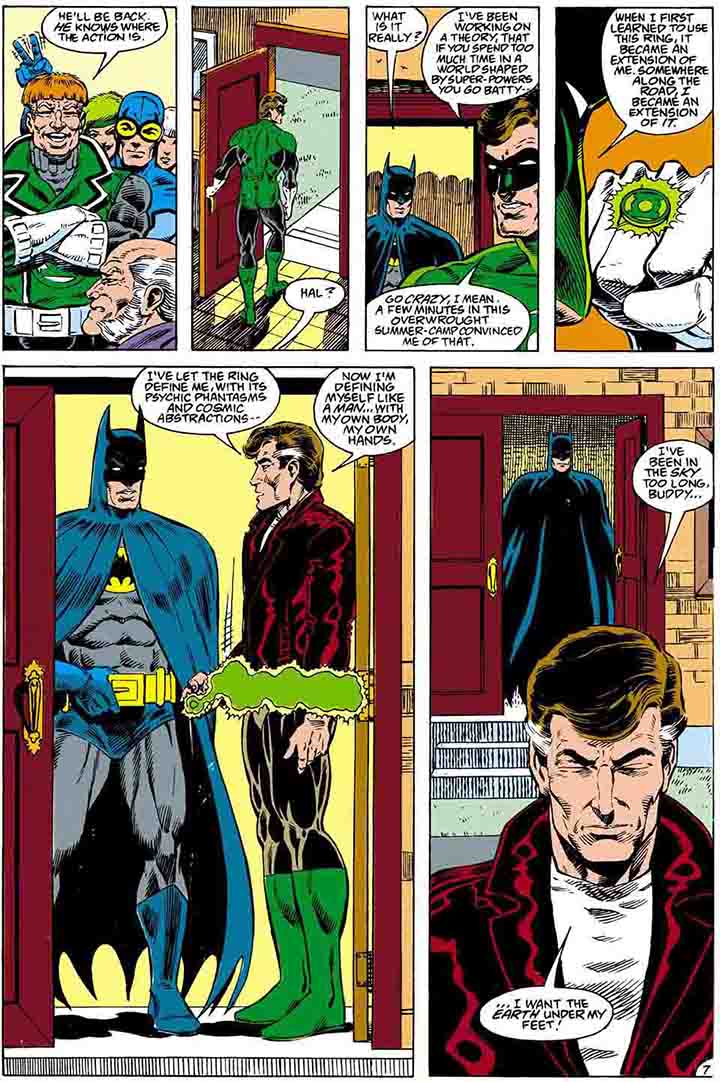 HE'LL BE BACK.
HE KNOWS WHERE
THE ACTION IS.
HAL?
WHAT
IS IT
REALLY?
I'VE BEEN
WORKING ON
A THEORY, THAT
IF YOU SPEND TOO
MUCH TIME IN A
WORLD SHAPED
BY SUPER-POWERS
YOU GO BATTY--
GO CRAZY, I MEAN.
A FEW MINUTES IN THIS
OVERWROUGHT
SUMMER-CAMP CONVINCED
ME OF THAT.
WHEN I FIRST
LEARNED TO USE
THIS RING, IT
BECAME AN
EXTENSION OF
ME. SOMEWHERE
ALONG THE
ROAD, I
BECAME AN
EXTENSION
OF IT.
I'VE LET THE RING
DEFINE ME, WITH ITS
PSYCHIC PHANTASMS
AND COSMIC
ABSTRACTIONS--
NOW I'M
DEFINING
MYSELF LIKE
A MAN... WITH
MY OWN BODY,
MY OWN
HANDS.
I'VE
BEEN IN
THE SKY
TOO LONG,
BUDDY...
...I WANT THE
EARTH UNDER MY
FEET!
7